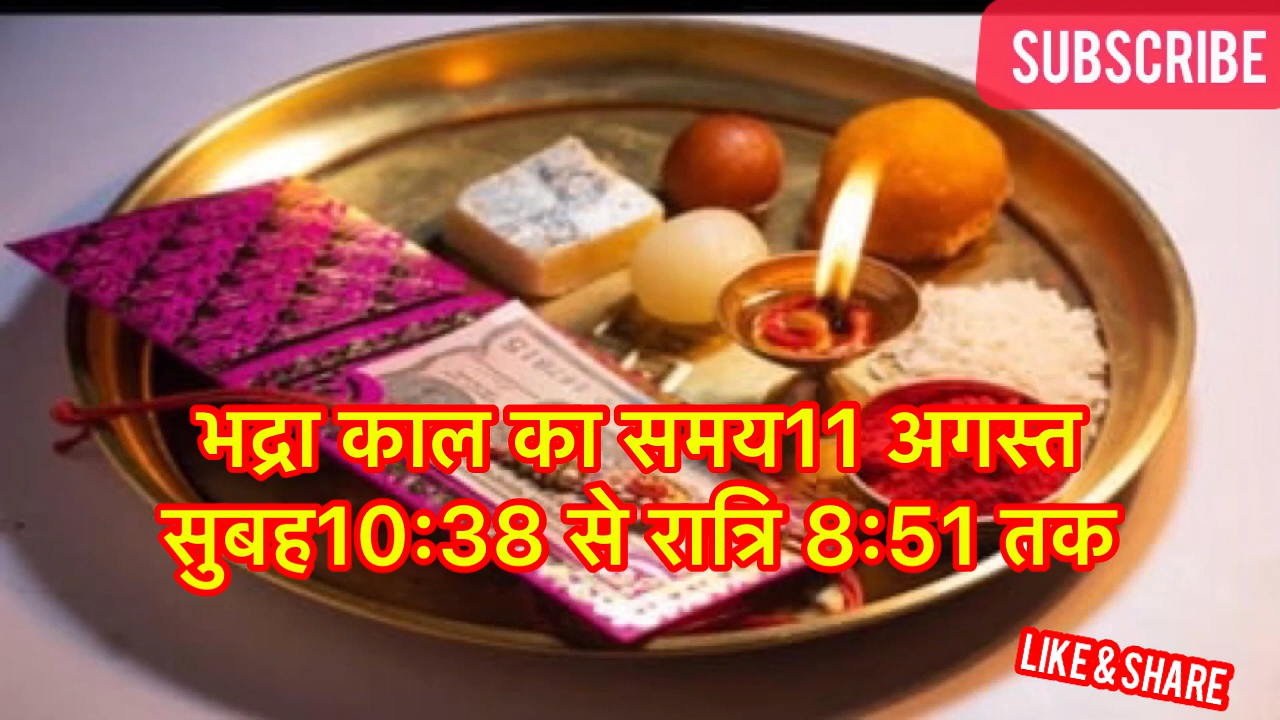 SUBSCRIBE
भद्रा काल का समय11 अगस्त
सुबह10:38 से रात्रि 8:51 तक
LIKE & SHARE